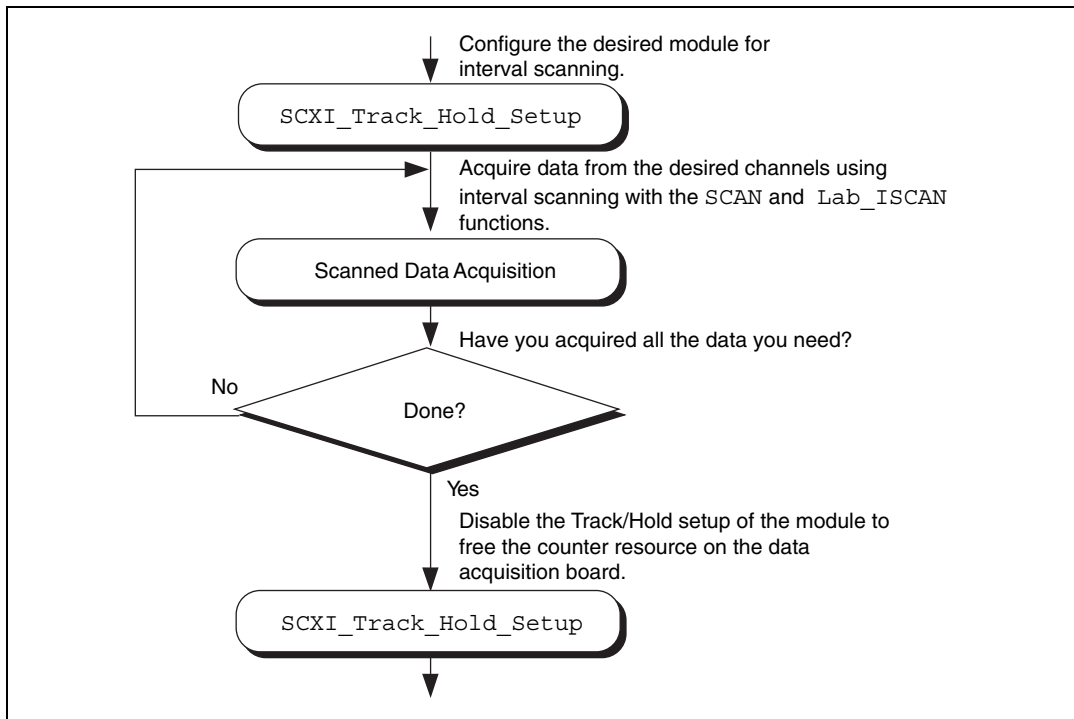 Configure the desired module for
interval scanning.
SCXI_Track_Hold_Setup
Acquire data from the desired channels using
interval scanning with the SCAN and Lab_ISCAN
functions.
Scanned Data Acquisition
Have you acquired all the data you need?
No
Done?
Yes
Disable the Track/Hold setup of the module to
free the counter resource on the data
acquisition board.
SCXI_Track_Hold_Setup